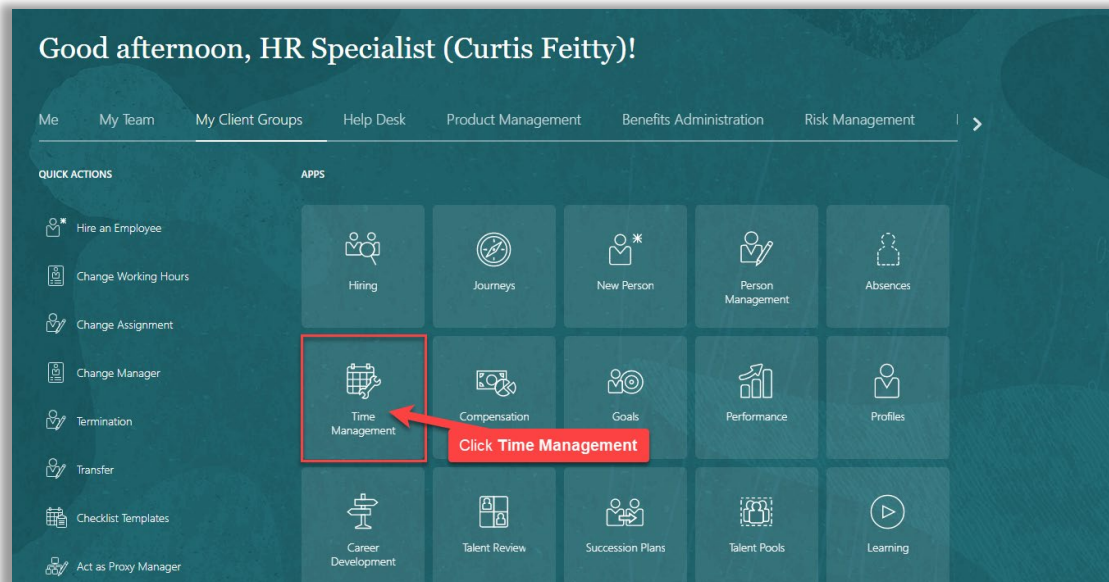 Good afternoon, HR Specialist (Curtis Feitty)!
Me My Team My Client Groups Help Desk Product Management Benefits Administration Risk Management
QUICK ACTIONS
Hire an Employee
Change Working Hours
Change Assignment
Change Manager
Termination
Transfer
Checklist Templates
Act as Proxy Manager
APPS
Hiring
Journeys
New Person
Person
Management
Absences
Time
Management
Compensation
Goals
Performance
Profiles
Click Time Management
Career
Development
Talent Review
Succession Plans
Talent Pools
Learning